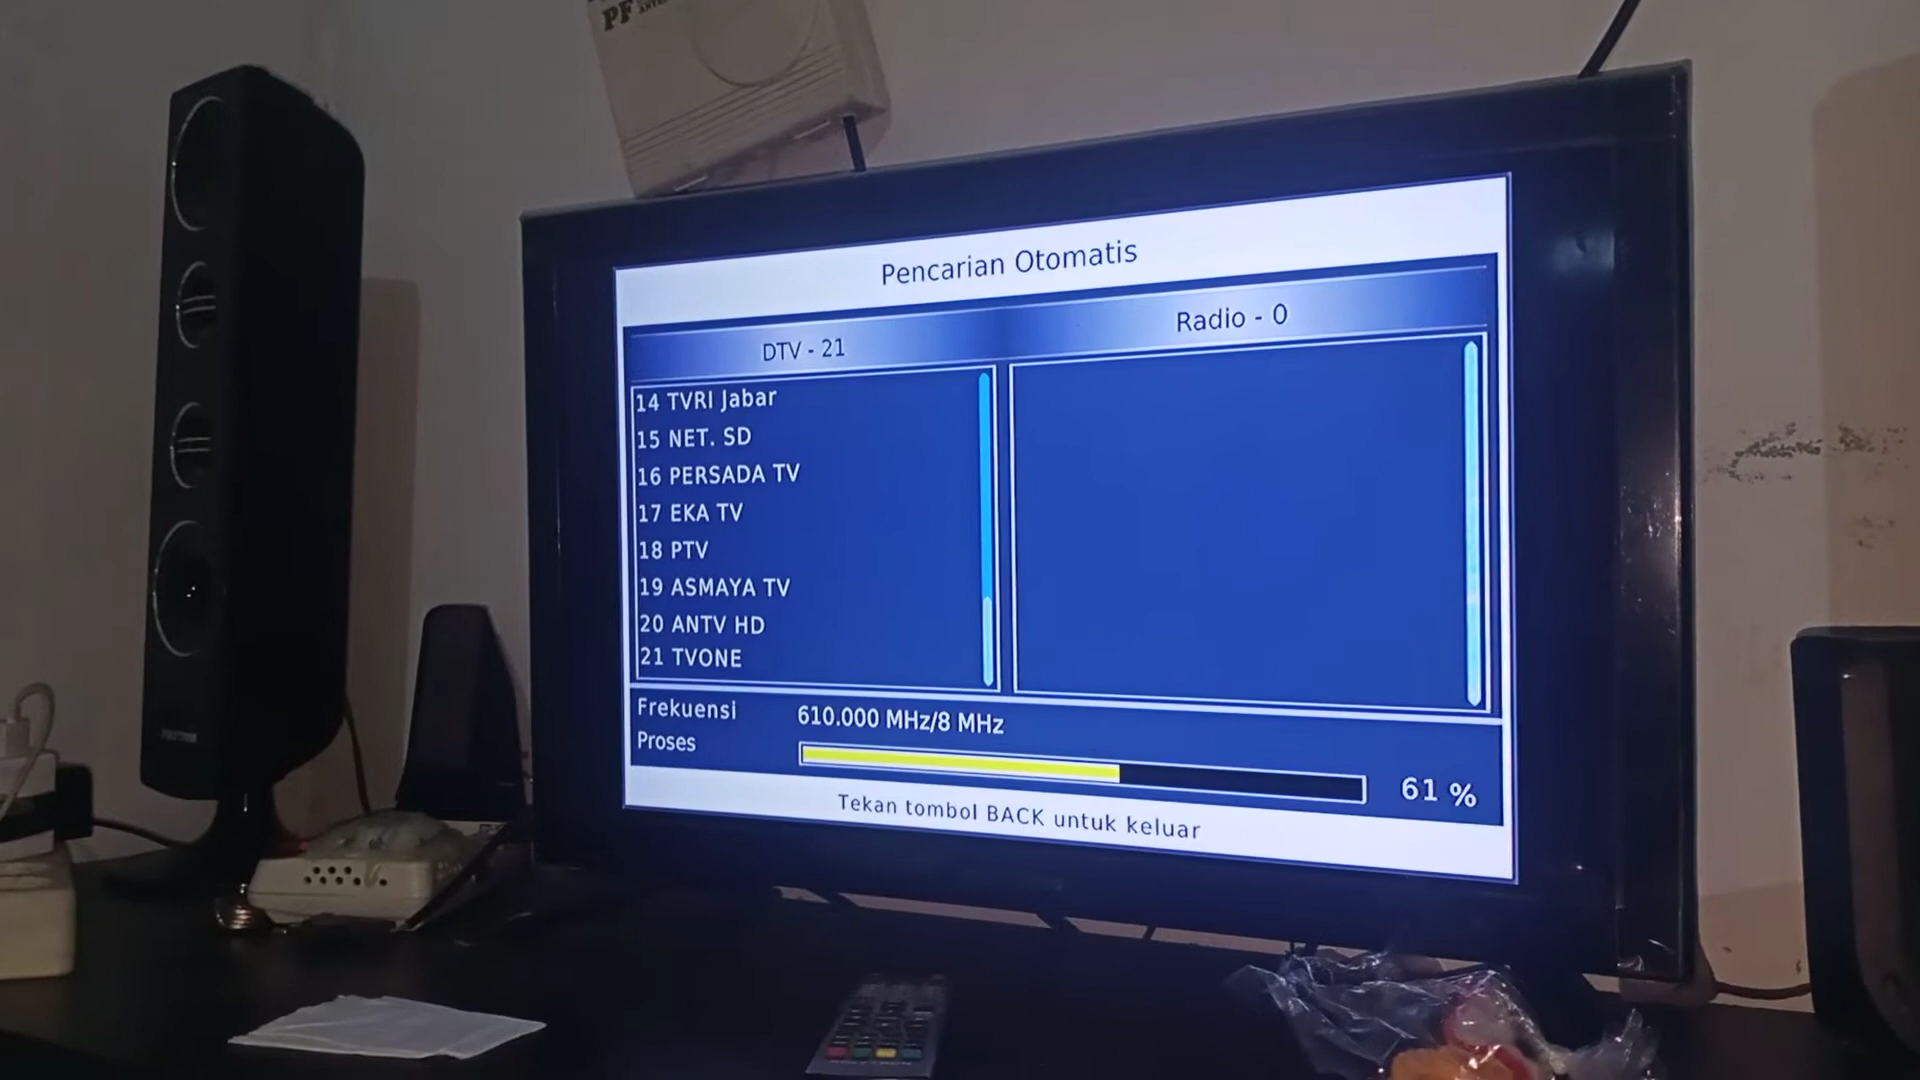 PF
Pencarian Otomatis
DTV - 21
Radio - 0
14 TVRI Jabar
15 NET. SD
16 PERSADA TV
17 EKA TV
18 PTV
19 ASMAYA TV
20 ANTV HD
21 TVONE
Frekuensi 610.000 MHz/8 MHz
Proses 61 %
Tekan tombol BACK untuk keluar